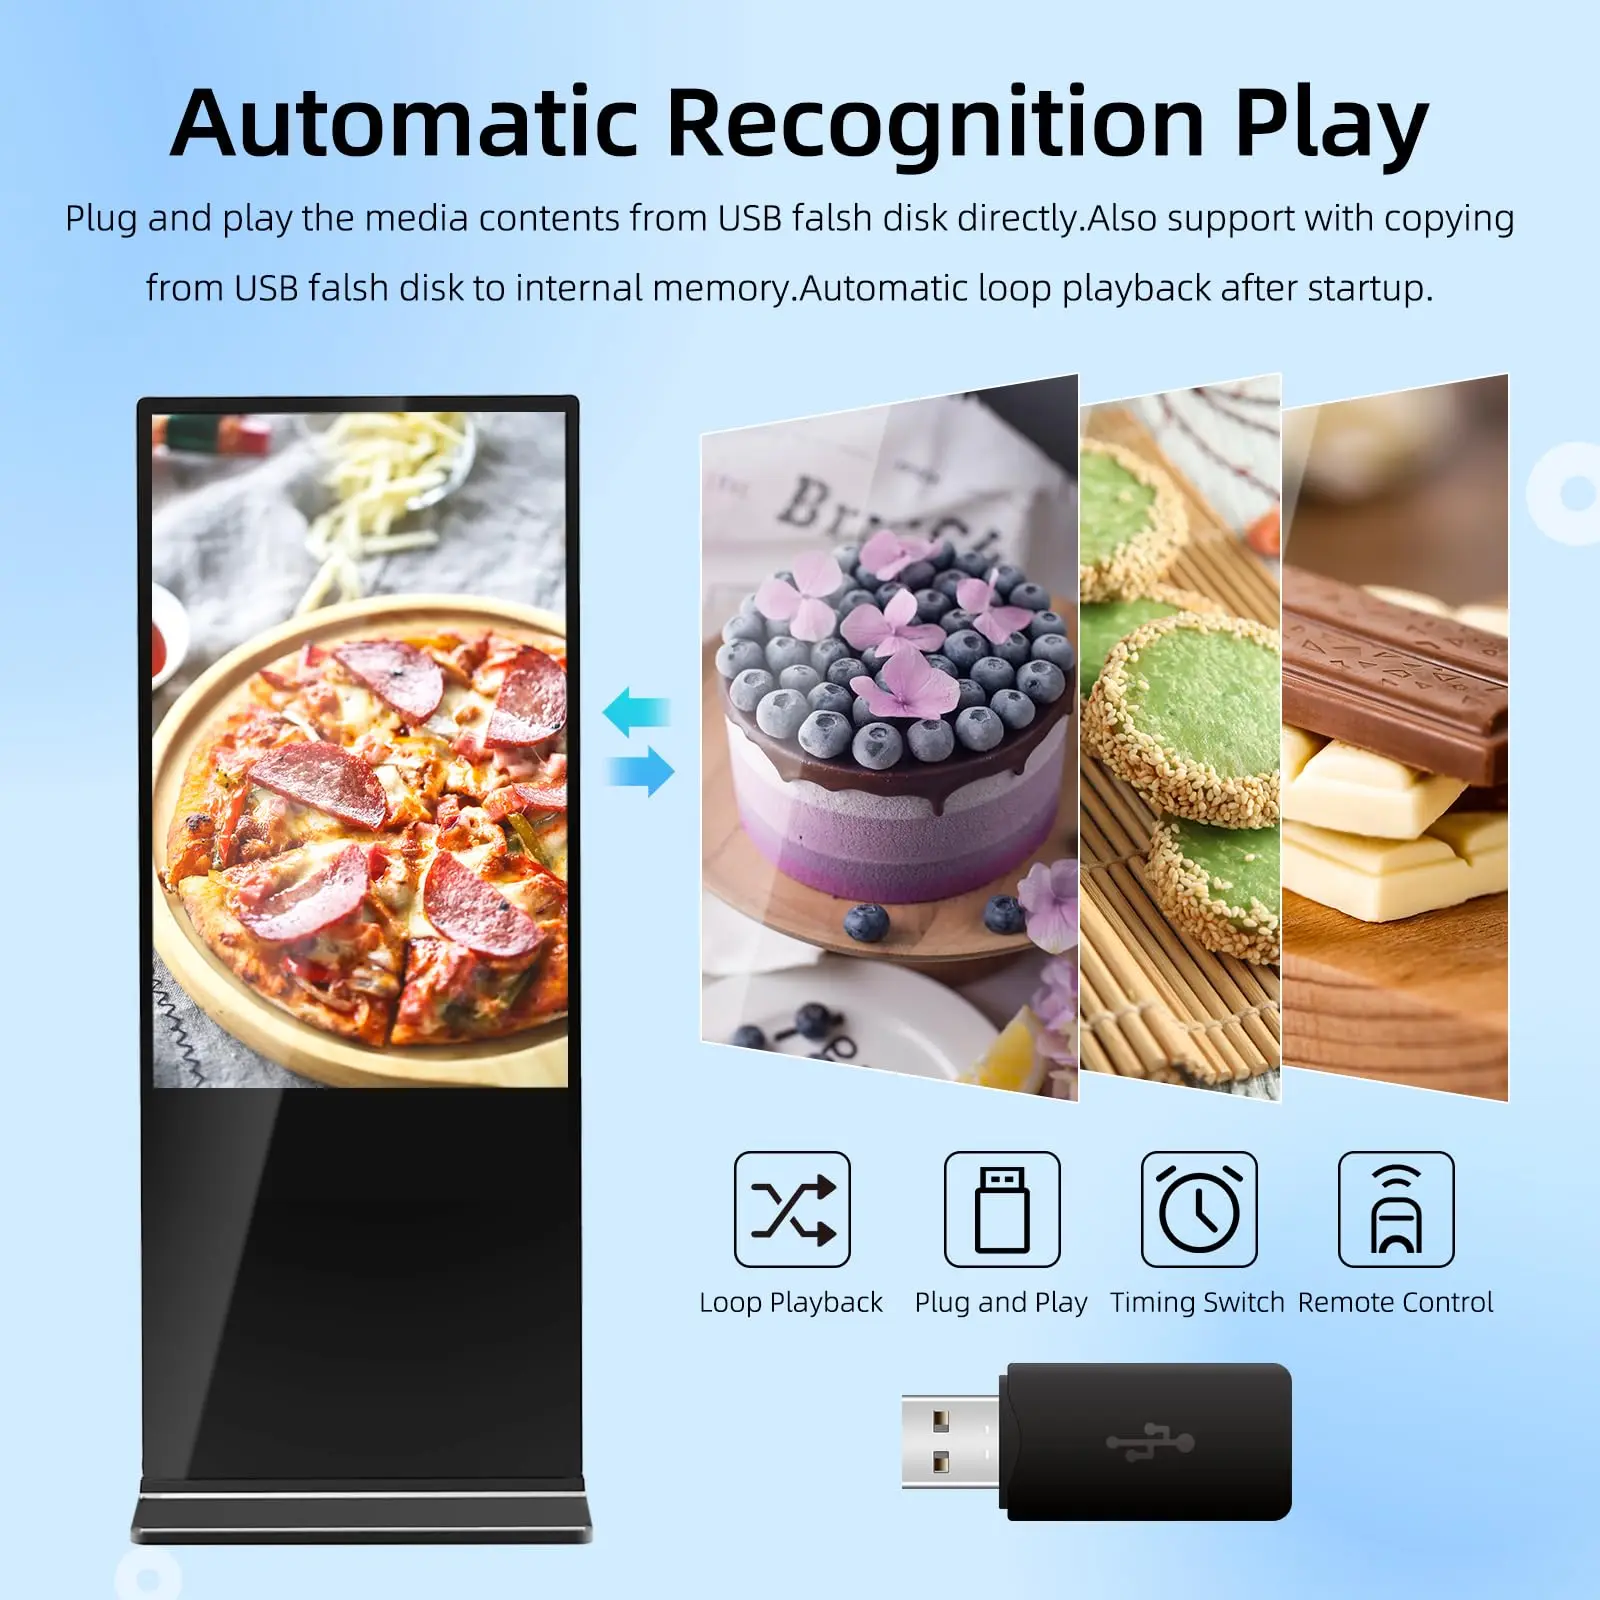 Automatic Recognition Play
Plug and play the media contents from USB falsh disk directly.Also support with copying
from USB falsh disk to internal memory.Automatic loop playback after startup.
Loop Playback
Plug and Play
Timing Switch
Remote Control